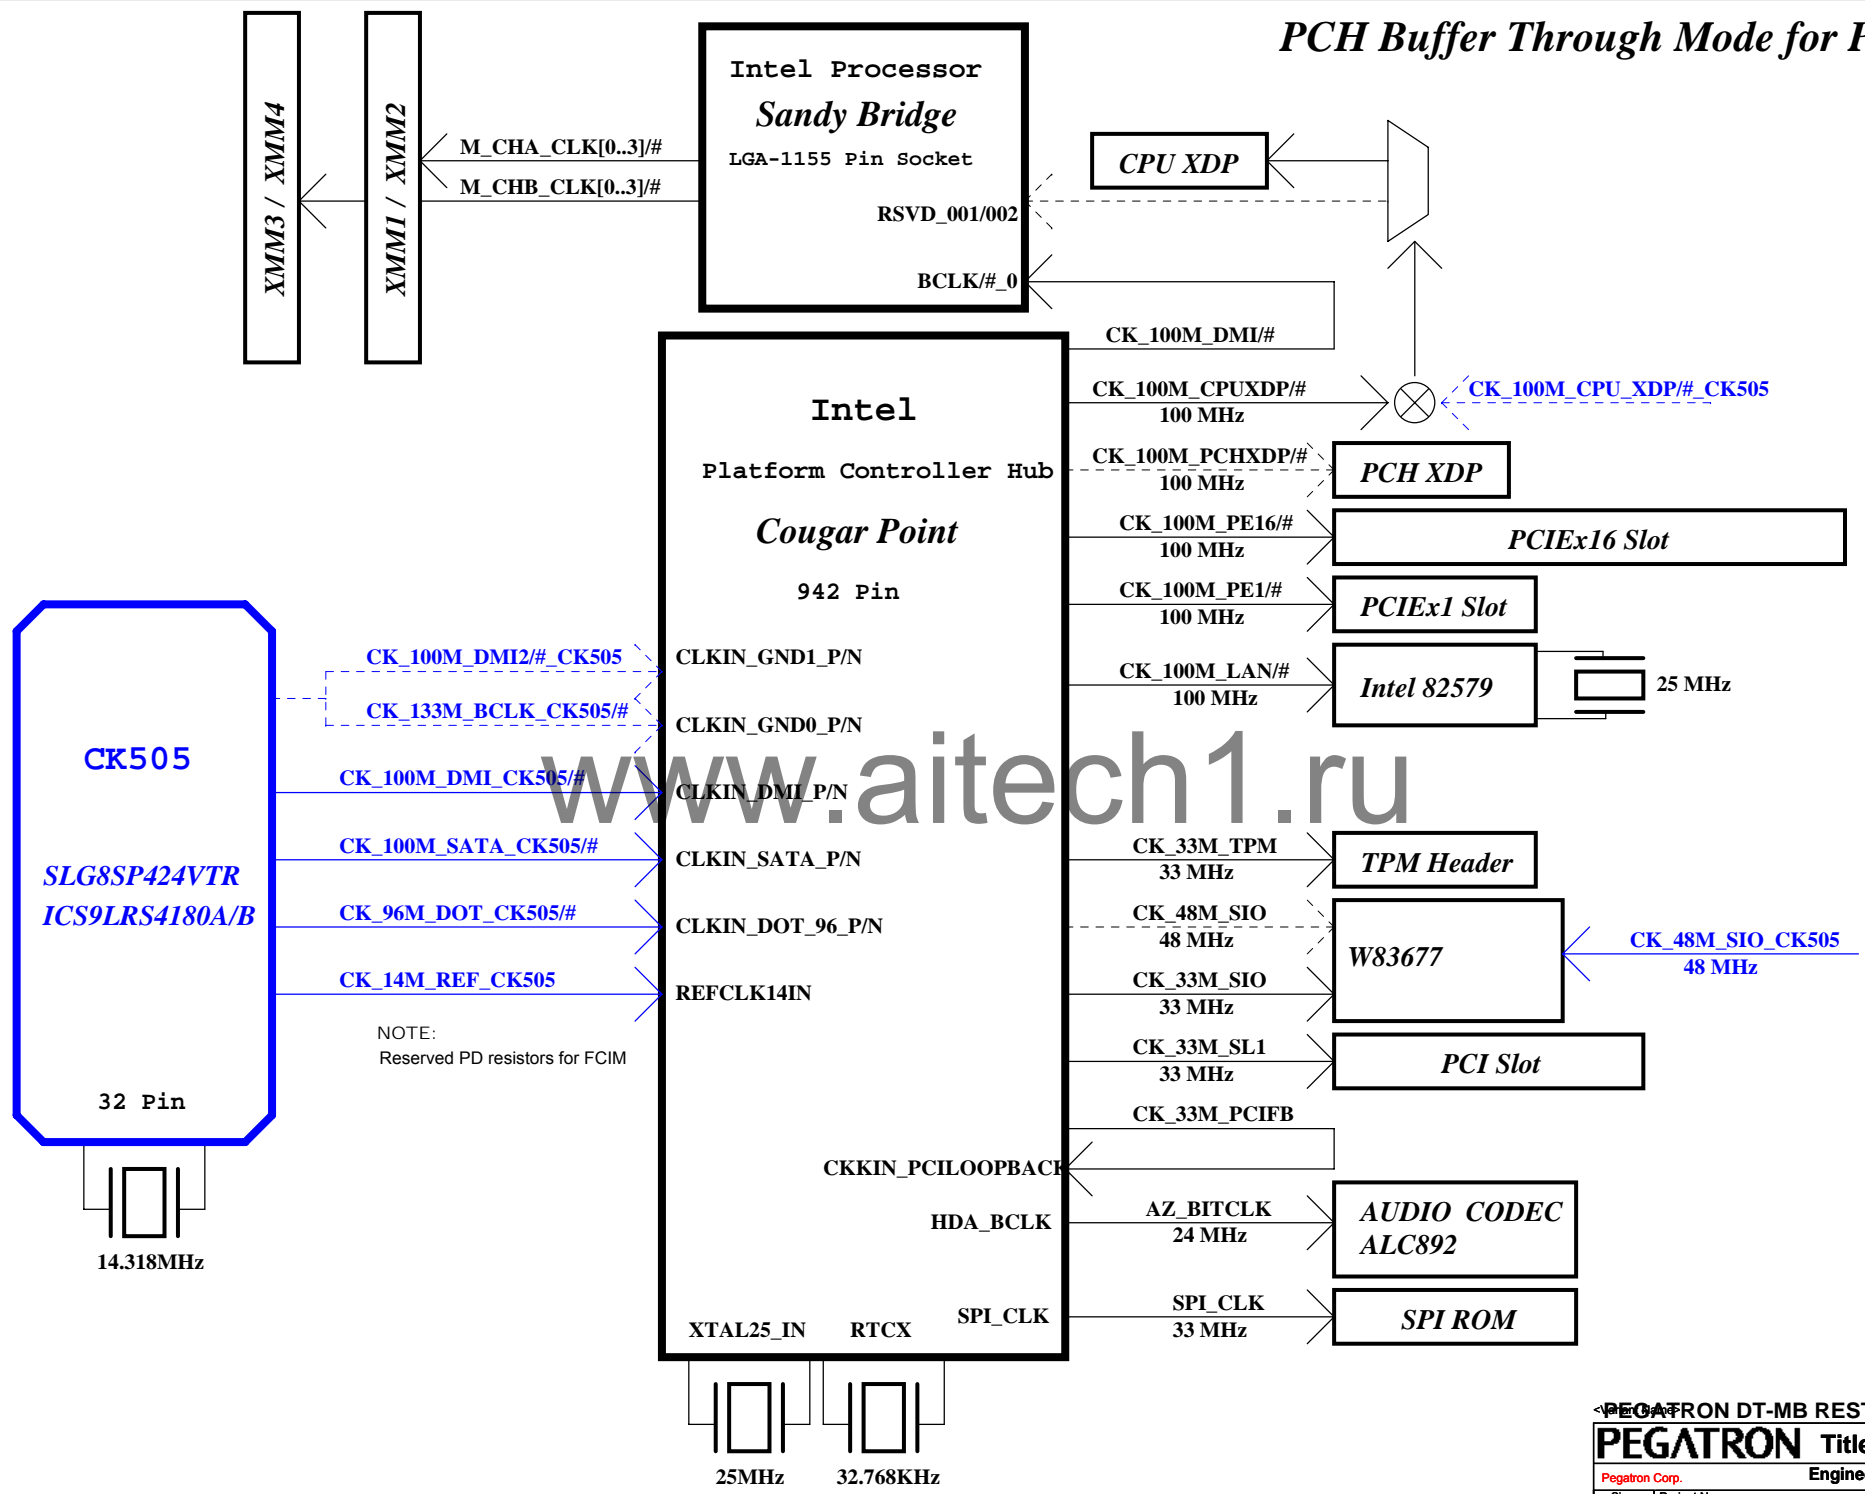 PCH Buffer Through Mode for
Intel Processor
Sandy Bridge
LGA-1155 Pin Socket
RSVD_001/002
BCLK/#_0
XMM3 / XMM4
XMM1 / XMM2
M_CHA_CLK[0..3]/#
M_CHB_CLK[0..3]/#
CPU XDP
CK_100M_DMI/#
CK_100M_CPUXDP/#
100 MHz
CK_100M_CPU_XDP/#_CK505
CK_100M_PCHXDP/#
100 MHz
PCH XDP
CK_100M_PE16/#
100 MHz
PCIEx16 Slot
CK_100M_PE1/#
100 MHz
PCIEx1 Slot
CK_100M_LAN/#
100 MHz
Intel 82579
25 MHz
Intel
Platform Controller Hub
Cougar Point
942 Pin
CLKIN_GND1_P/N
CLKIN_GND0_P/N
CLKIN_DMI_P/N
CLKIN_SATA_P/N
CLKIN_DOT_96_P/N
REFCLK14IN
CK_100M_DMI2/#_CK505
CK_133M_BCLK_CK505/#
CK_100M_DMI_CK505/#
CK_100M_SATA_CK505/#
CK_96M_DOT_CK505/#
CK_14M_REF_CK505
NOTE:
Reserved PD resistors for FCIM
CK505
SLG8SP424VTR
ICS9LRS4180A/B
32 Pin
14.318MHz
www.aitech1.ru
CK_33M_TPM
33 MHz
TPM Header
CK_48M_SIO
48 MHz
W83677
CK_48M_SIO_CK505
48 MHz
CK_33M_SIO
33 MHz
CK_33M_SL1
33 MHz
PCI Slot
CK_33M_PCIFB
CKKIN_PCILOOPBACK
HDA_BCLK
AZ_BITCLK
24 MHz
AUDIO CODEC
ALC892
SPI_CLK
SPI_CLK
33 MHz
SPI ROM
XTAL25_IN
RTCX
25MHz
32.768KHz
<Variant Name>
PEGATRON DT-MB REST
PEGATRON
Title
Pegatron Corp.
Enginee